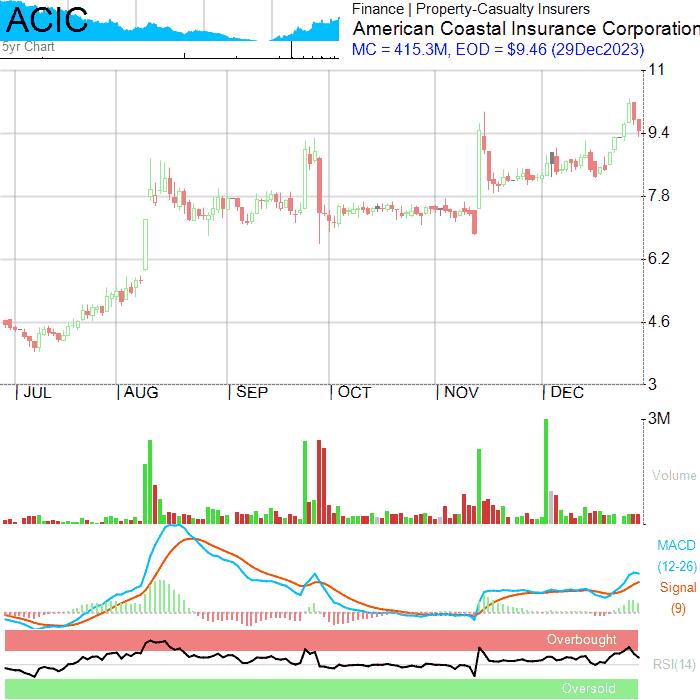 ACIC
5yr Chart
Finance | Property-Casualty Insurers
American Coastal Insurance Corporation
MC = 415.3M, EOD = $9.46 (29Dec2023)
11
9.4
7.8
6.2
4.6
3
JUL
AUG
SEP
OCT
NOV
DEC
3M
Volume
MACD
(12-26)
Signal
(9)
Overbought
RSI(14)
Oversold